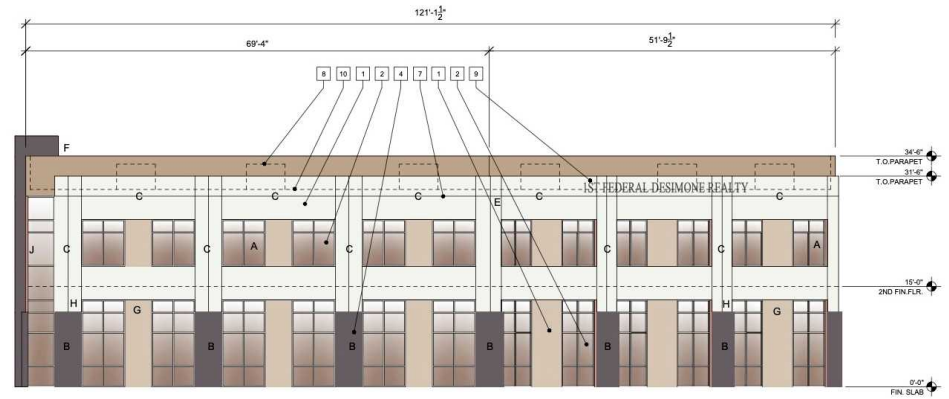 121'-1 1/2"
69'-4"
51'-9 1/2"
8 10 1 2 4 7 1 2 9
F
34'-6"
T.O.PARAPET
31'-6"
T.O.PARAPET
1ST FEDERAL DESIMONE REALTY
C C C C C
E
J C A C C C C A
15'-0"
2ND FIN.FLR.
H G H G
B B B B B B
0'-0"
FIN. SLAB